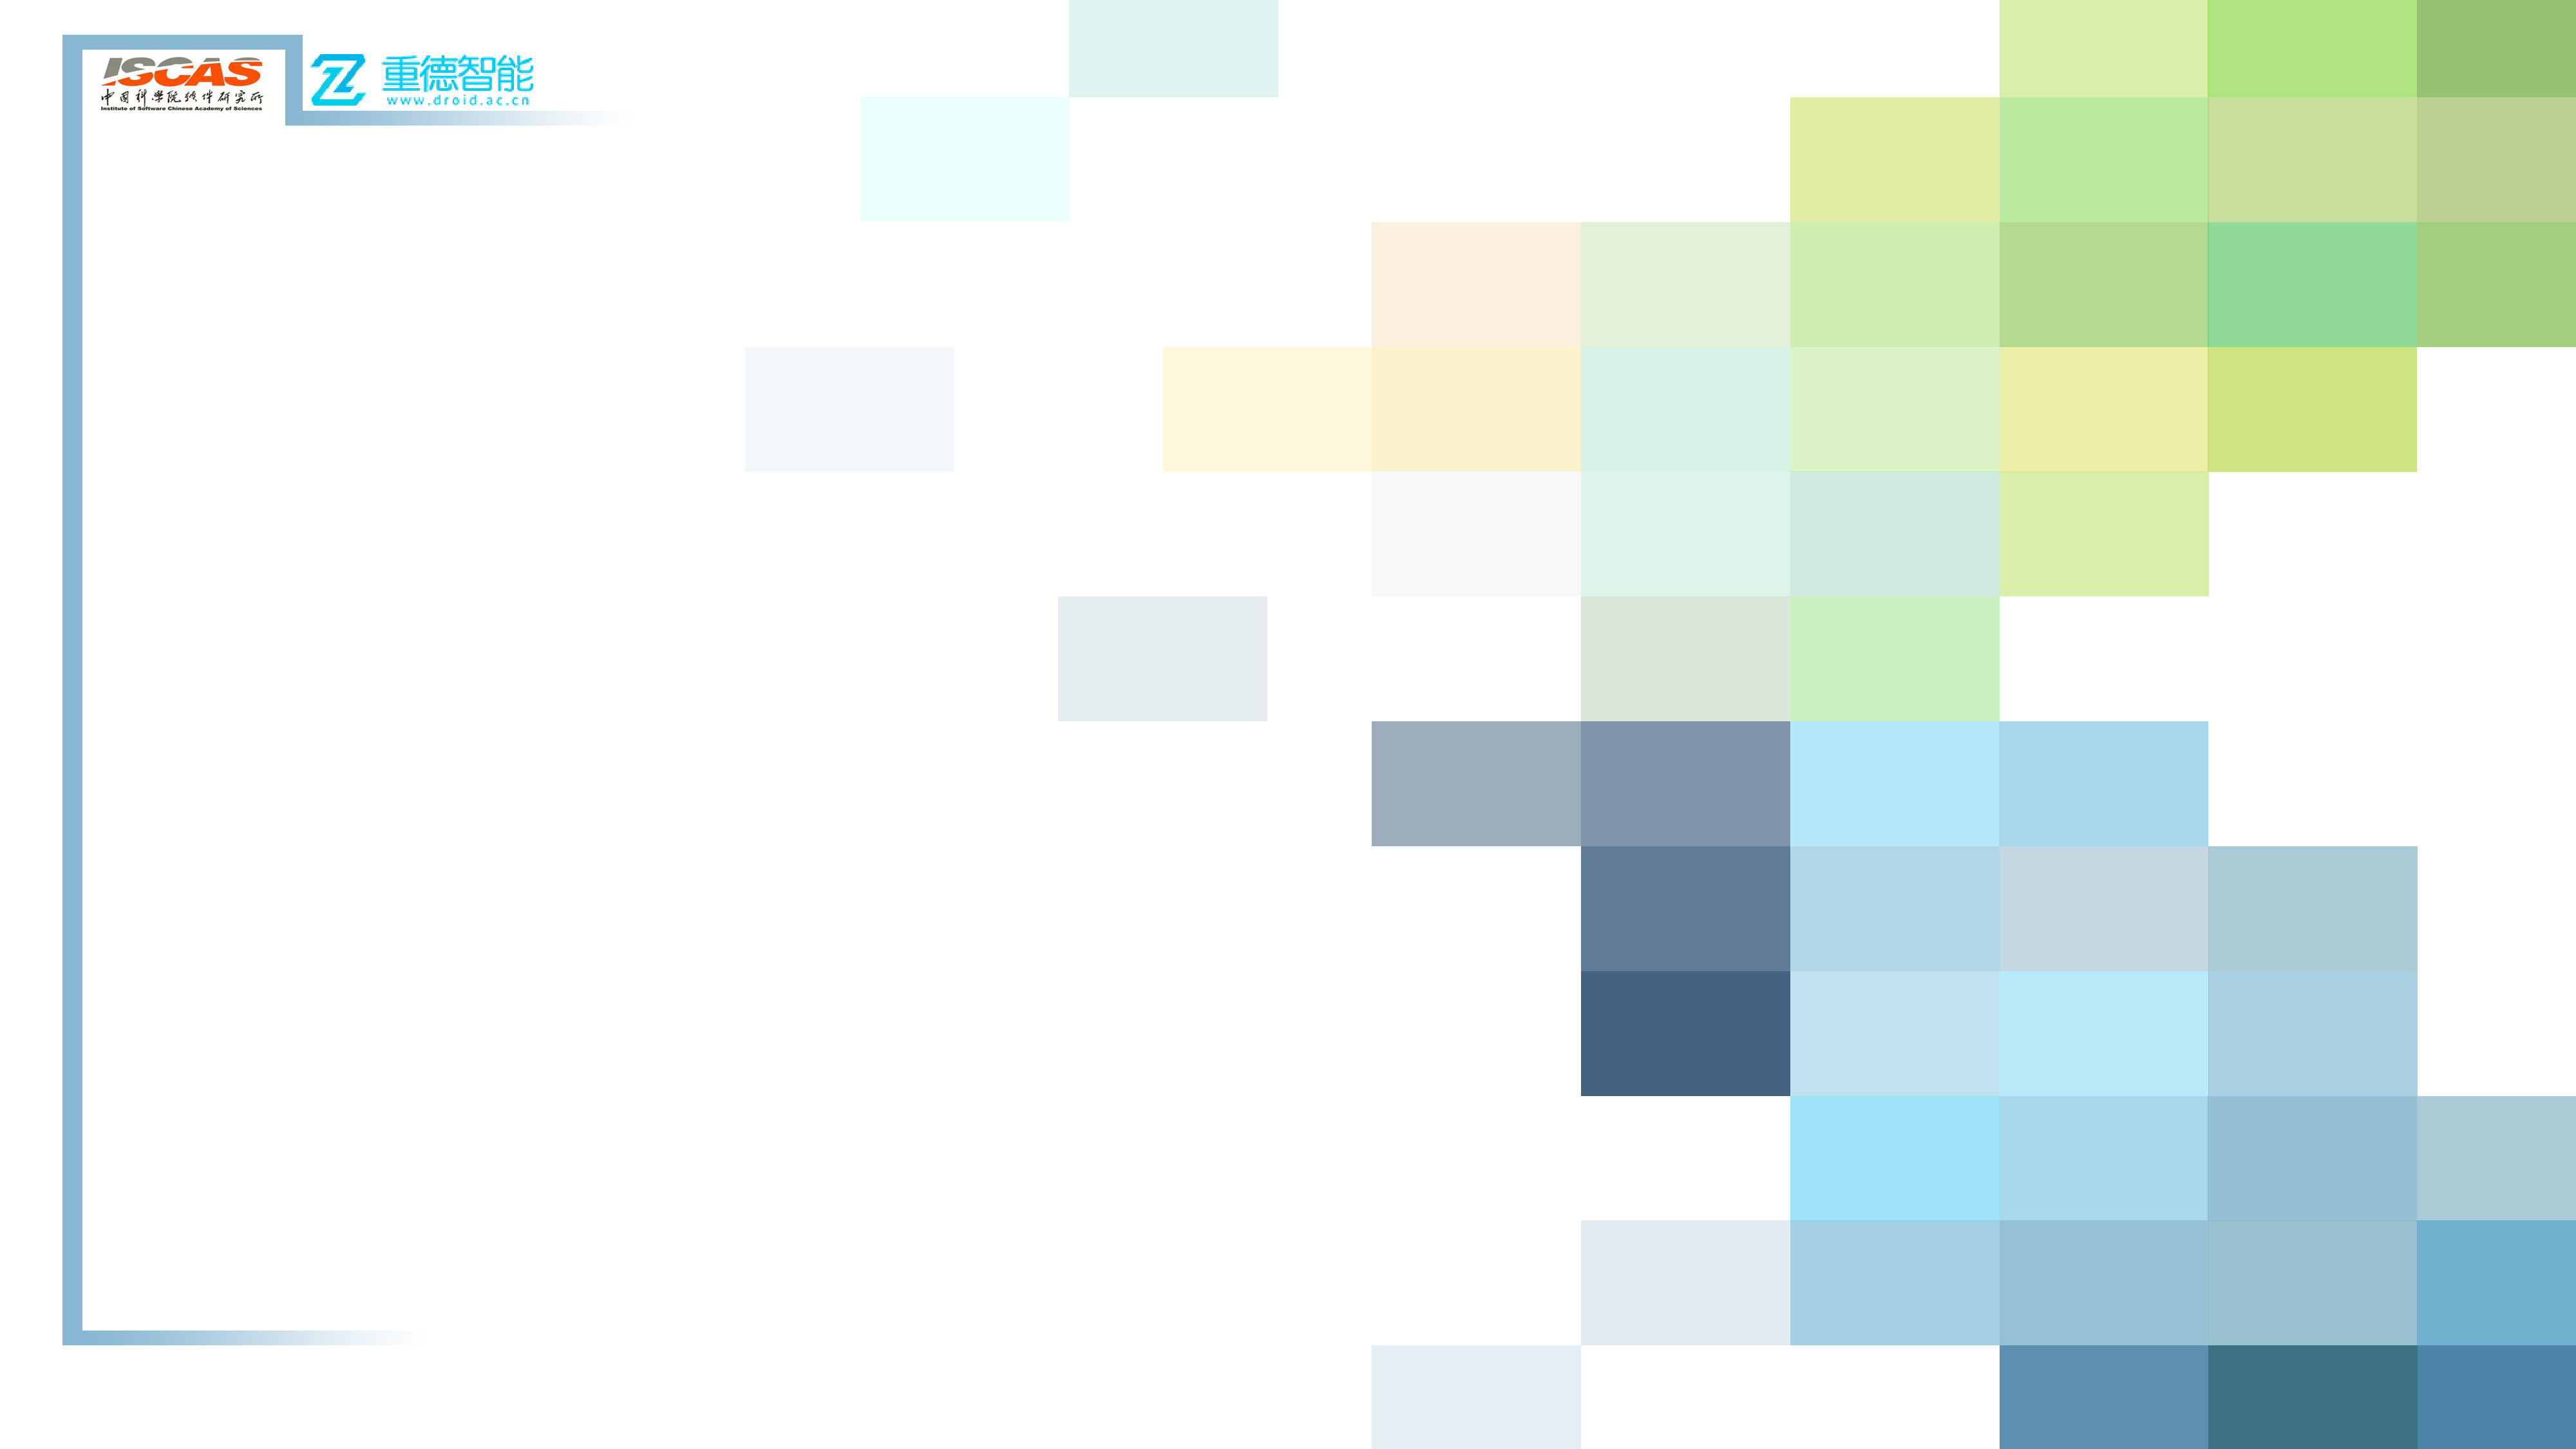 ISCAS
中国科学院软件研究所
Institute of Software Chinese Academy of Sciences
重德智能
www.droid.ac.cn